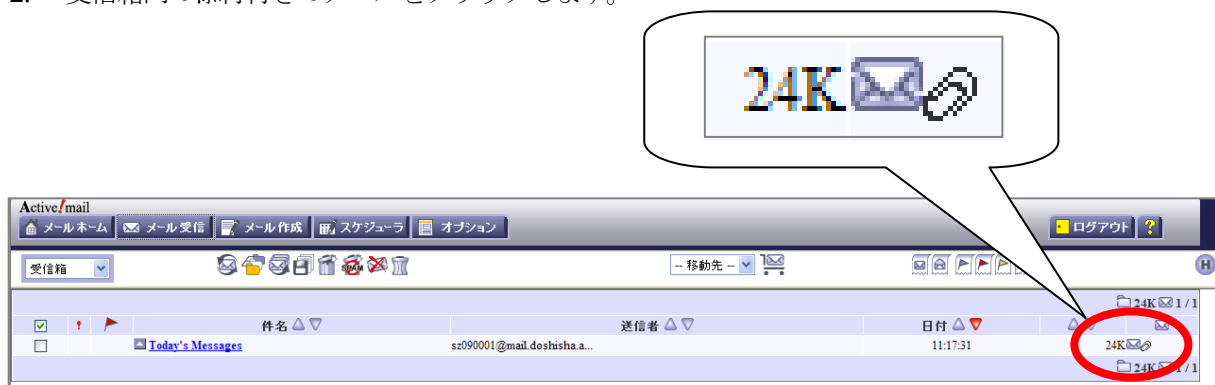 24K
Active!mail
メールホーム メール受信 メール作成 スケジューラ オプション ログアウト ?
受信箱 SPAM -- 移動先 -- H
24K 1 / 1
! 件名 送信者 日付
Today's Messages sz090001@mail.doshisha.a... 11:17:31 24K
24K 1 / 1